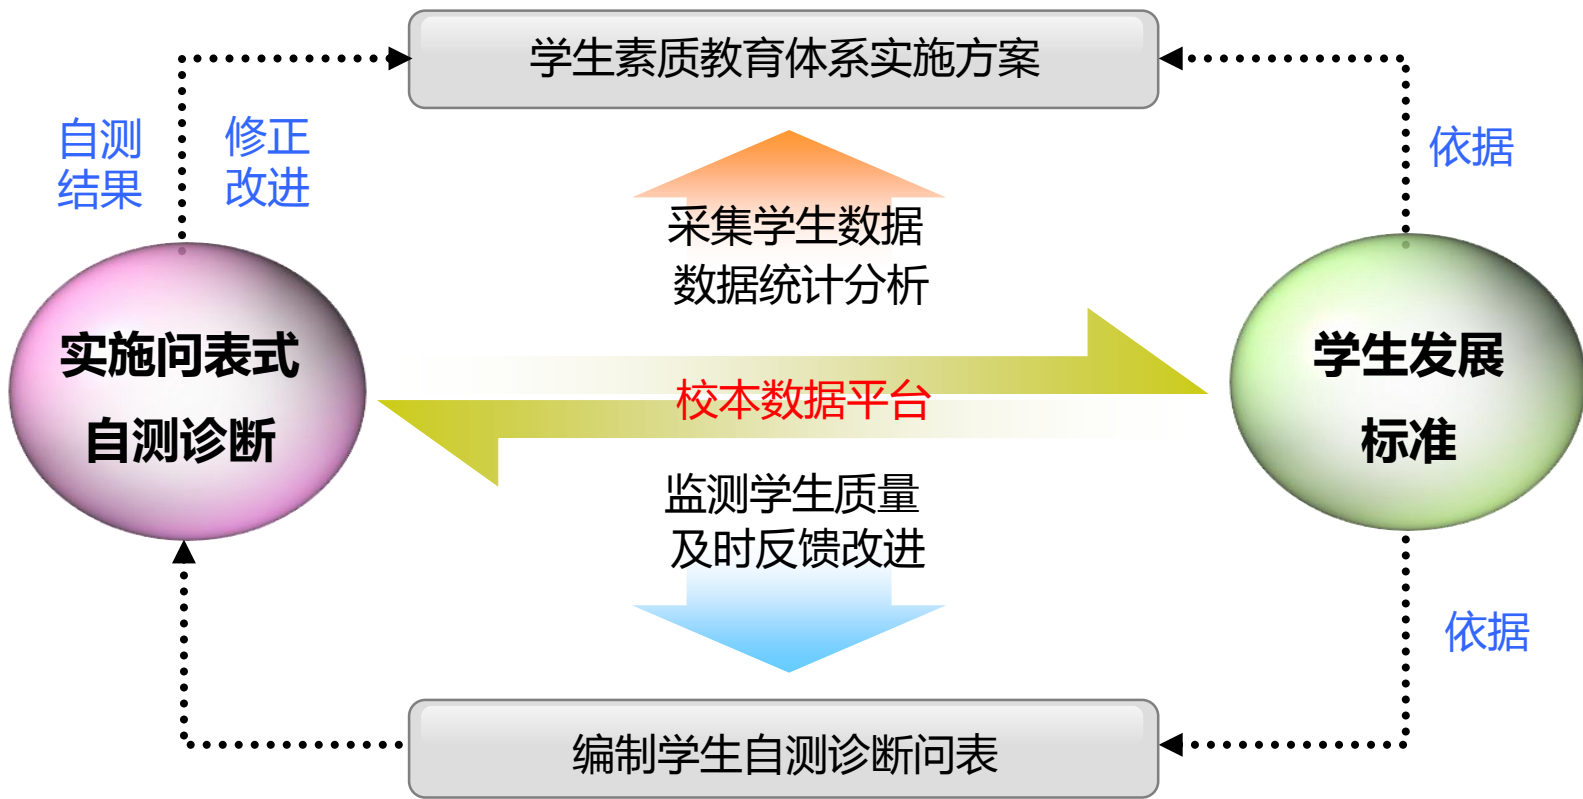 学生素质教育体系实施方案
自测
结果
修正
改进
依据
采集学生数据
数据统计分析
实施问表式
自测诊断
校本数据平台
学生发展
标准
监测学生质量
及时反馈改进
依据
编制学生自测诊断问表